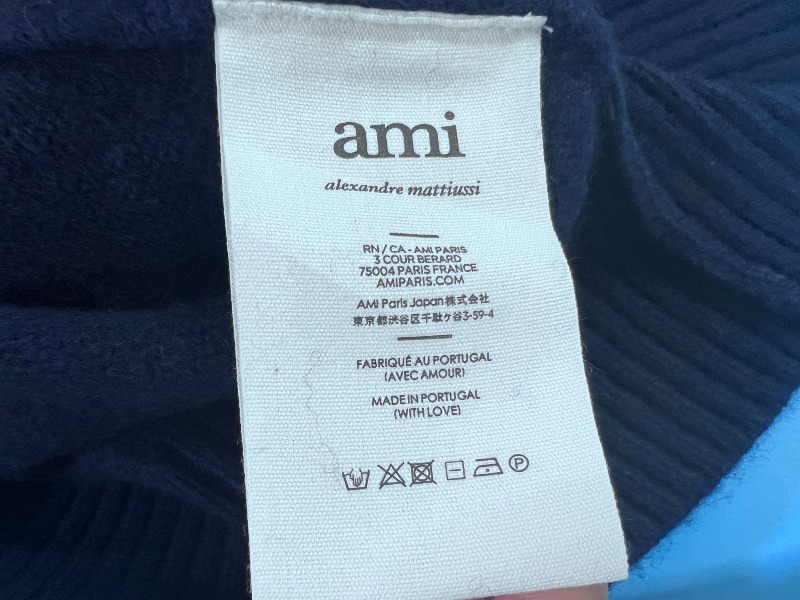 ami
alexandre mattiussi
RN / CA - AMI PARIS
3 COUR BERARD
75004 PARIS FRANCE
AMIPARIS.COM
AMI Paris Japan株式会社
東京都渋谷区千駄ヶ谷3-59-4
FABRIQUÉ AU PORTUGAL
(AVEC AMOUR)
MADE IN PORTUGAL
(WITH LOVE)
P